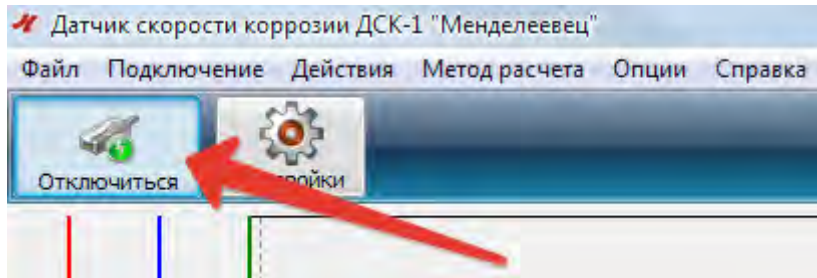 Датчик скорости коррозии ДСК-1 "Менделеевец"
Файл Подключение Действия Метод расчета Опции Справка
Отключиться